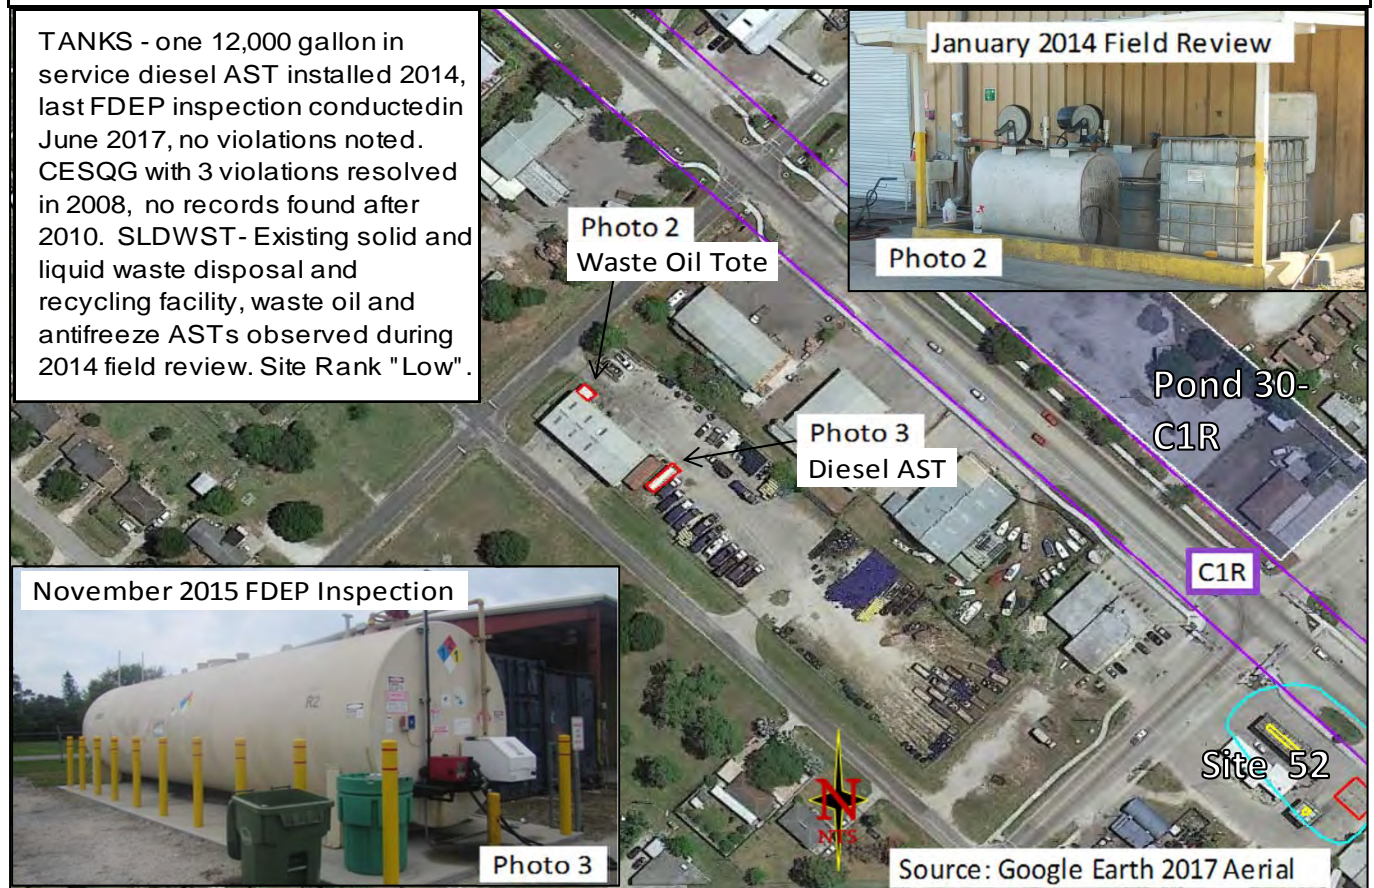 TANKS - one 12,000 gallon in
service diesel AST installed 2014,
last FDEP inspection conductedin
June 2017, no violations noted.
CESQG with 3 violations resolved
in 2008, no records found after
2010. SLDWST- Existing solid and
liquid waste disposal and
recycling facility, waste oil and
antifreeze ASTs observed during
2014 field review. Site Rank "Low".
January 2014 Field Review
Photo 2
Photo 2
Waste Oil Tote
Pond 30-
C1R
Photo 3
Diesel AST
C1R
November 2015 FDEP Inspection
R2
Photo 3
Site 52
N
NTS
Source: Google Earth 2017 Aerial